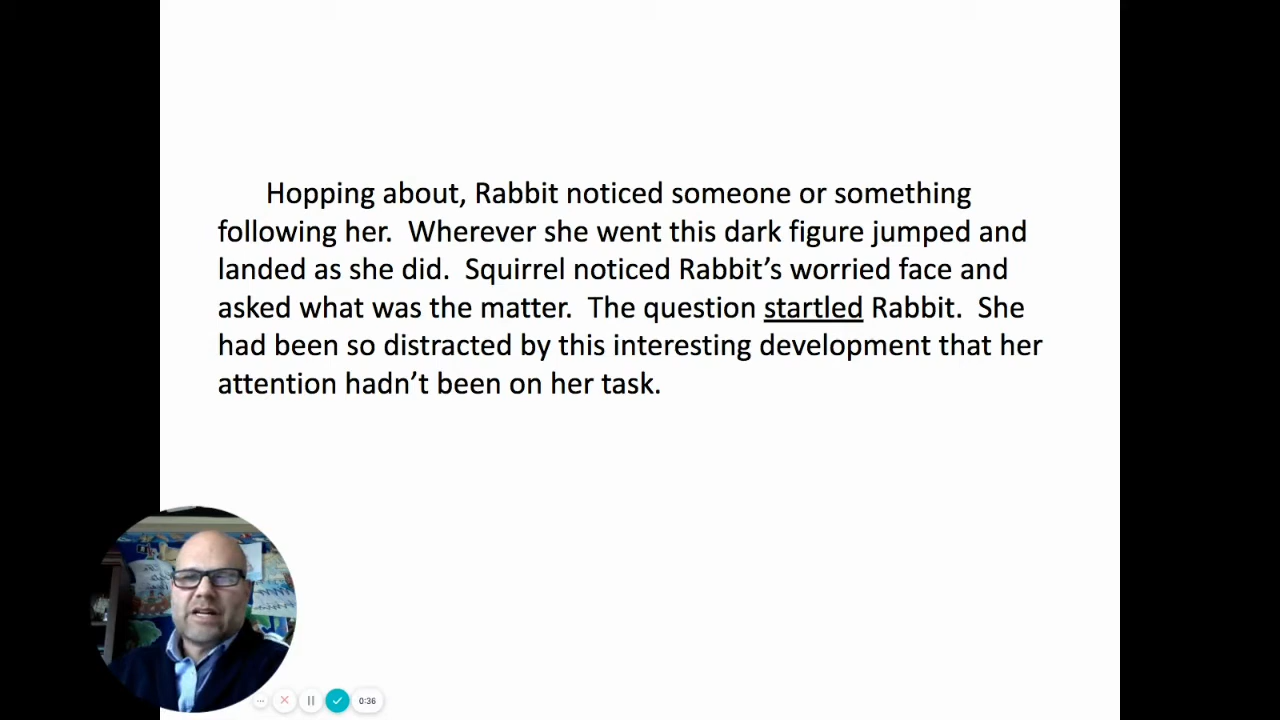 Hopping about, Rabbit noticed someone or something
following her.  Wherever she went this dark figure jumped and
landed as she did.  Squirrel noticed Rabbit’s worried face and
asked what was the matter.  The question startled Rabbit.  She
had been so distracted by this interesting development that her
attention hadn’t been on her task.
0:36